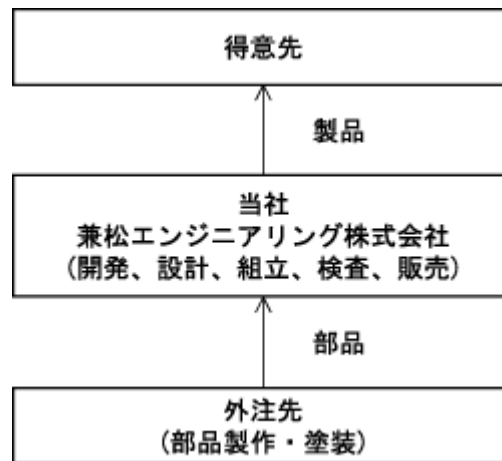 得意先
製品
当社
兼松エンジニアリング株式会社
(開発、設計、組立、検査、販売)
部品
外注先
(部品製作・塗装)